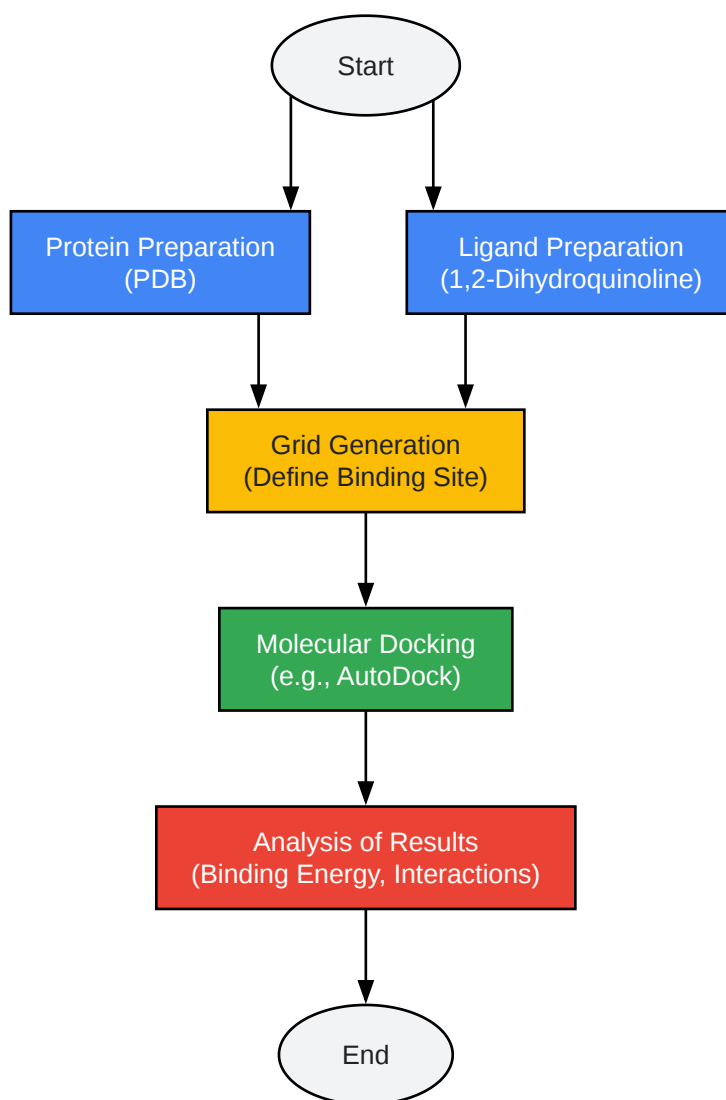 Start
Protein Preparation
(PDB)
Ligand Preparation
(1,2-Dihydroquinoline)
Grid Generation
(Define Binding Site)
Molecular Docking
(e.g., AutoDock)
Analysis of Results
(Binding Energy, Interactions)
End